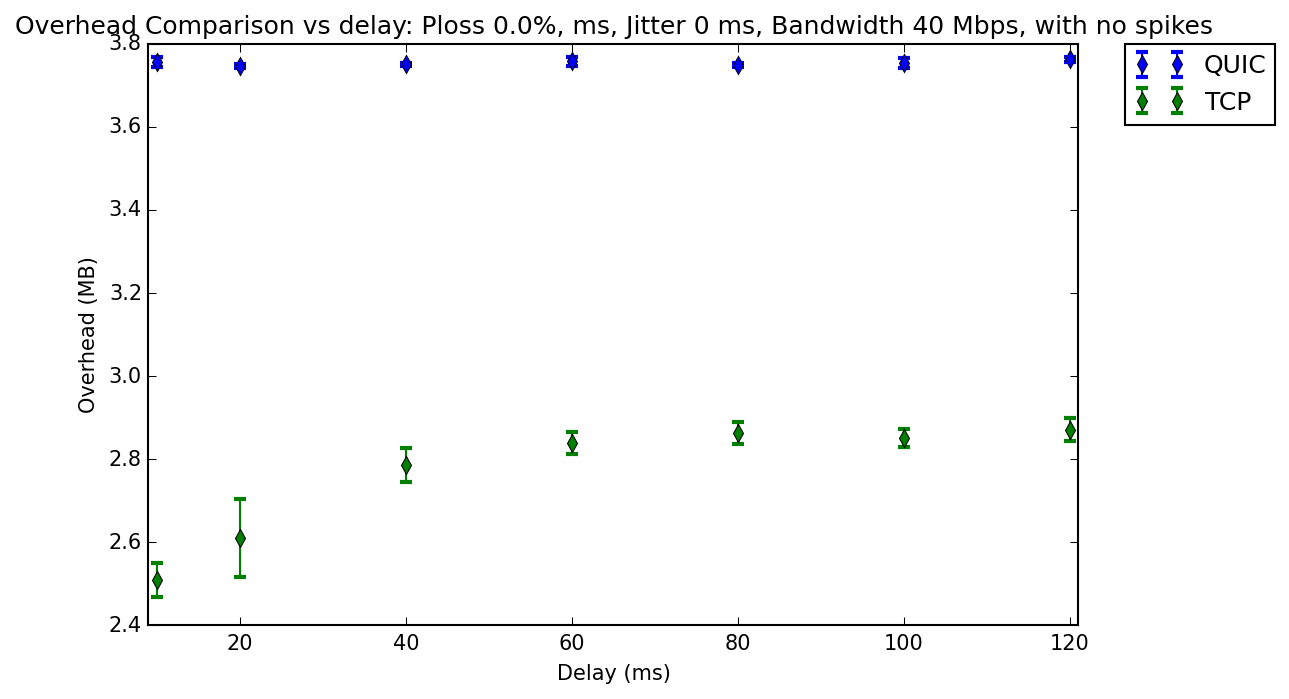 Overhead Comparison vs delay: Ploss 0.0%, ms, Jitter 0 ms, Bandwidth 40 Mbps, with no spikes
QUIC
TCP
3.8
3.6
3.4
3.2
3.0
2.8
2.6
2.4
Overhead (MB)
20 40 60 80 100 120
Delay (ms)